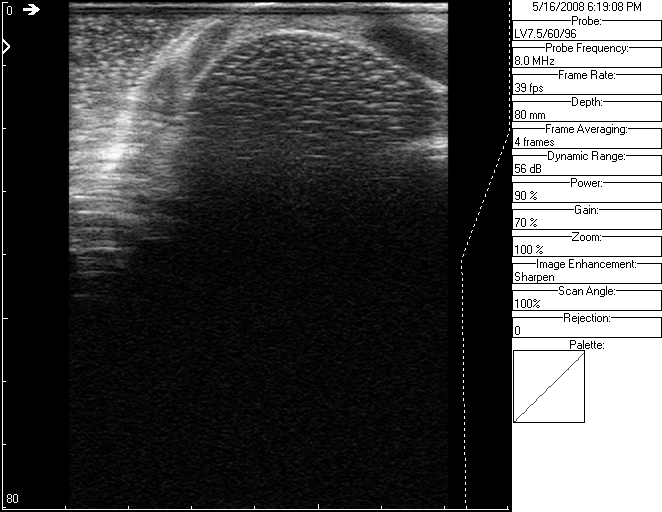 0
80
5/16/2008 6:19:08 PM
Probe:
LV7.5/60/96
Probe Frequency:
8.0 MHz
Frame Rate:
39 fps
Depth:
80 mm
Frame Averaging:
4 frames
Dynamic Range:
56 dB
Power:
90 %
Gain:
70 %
Zoom:
100 %
Image Enhancement:
Sharpen
Scan Angle:
100%
Rejection:
0
Palette: